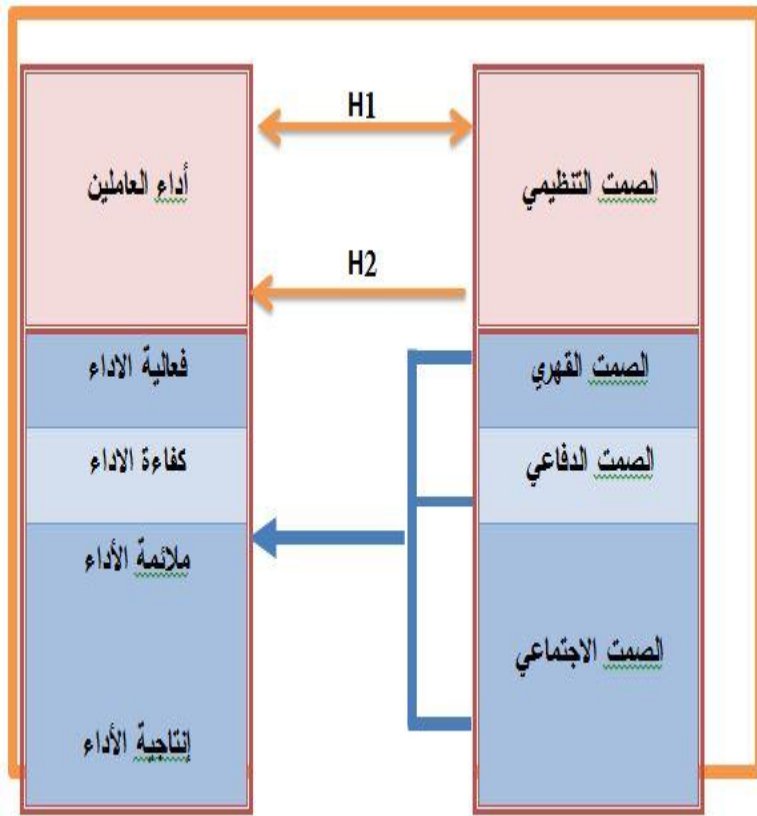 H1
الصمت التنظيمي
أداء العاملين
H2
الصمت القهري
فعالية الاداء
الصمت الدفاعي
كفاءة الاداء
ملائمة الأداء
الصمت الاجتماعي
إنتاجية الأداء